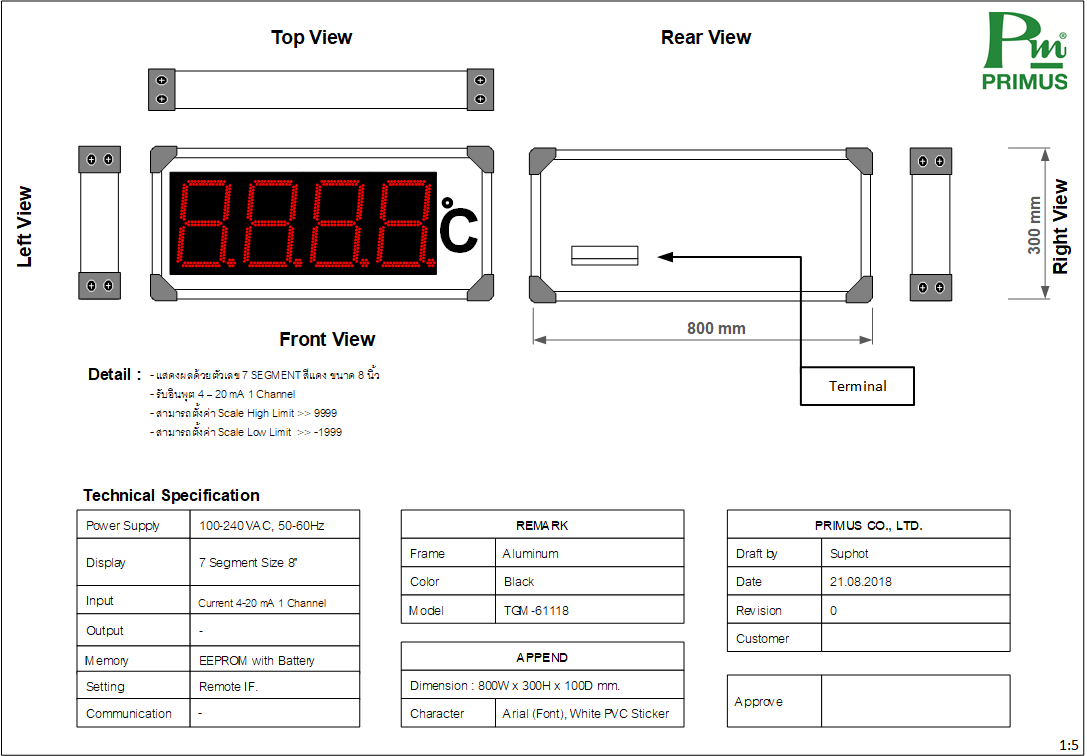 Top View
Rear View
Pm®
PRIMUS
8.8.8.8.
°C
Left View
Right View
300 mm
800 mm
Front View
Terminal
Detail : - แสดงผลด้วยตัวเลข 7 SEGMENT สีแดง ขนาด 8 นิ้ว
- รับอินพุต 4 – 20 mA 1 Channel
- สามารถตั้งค่า Scale High Limit >> 9999
- สามารถตั้งค่า Scale Low Limit >> -1999
Technical Specification
Power Supply 100-240 VAC, 50-60Hz
Display 7 Segment Size 8"
Input Current 4-20 mA 1 Channel
Output -
Memory EEPROM with Battery
Setting Remote IF.
Communication -
REMARK
Frame Aluminum
Color Black
Model TGM-61118
APPEND
Dimension : 800W x 300H x 100D mm.
Character Arial (Font), White PVC Sticker
PRIMUS CO., LTD.
Draft by Suphot
Date 21.08.2018
Revision 0
Customer
Approve
1:5